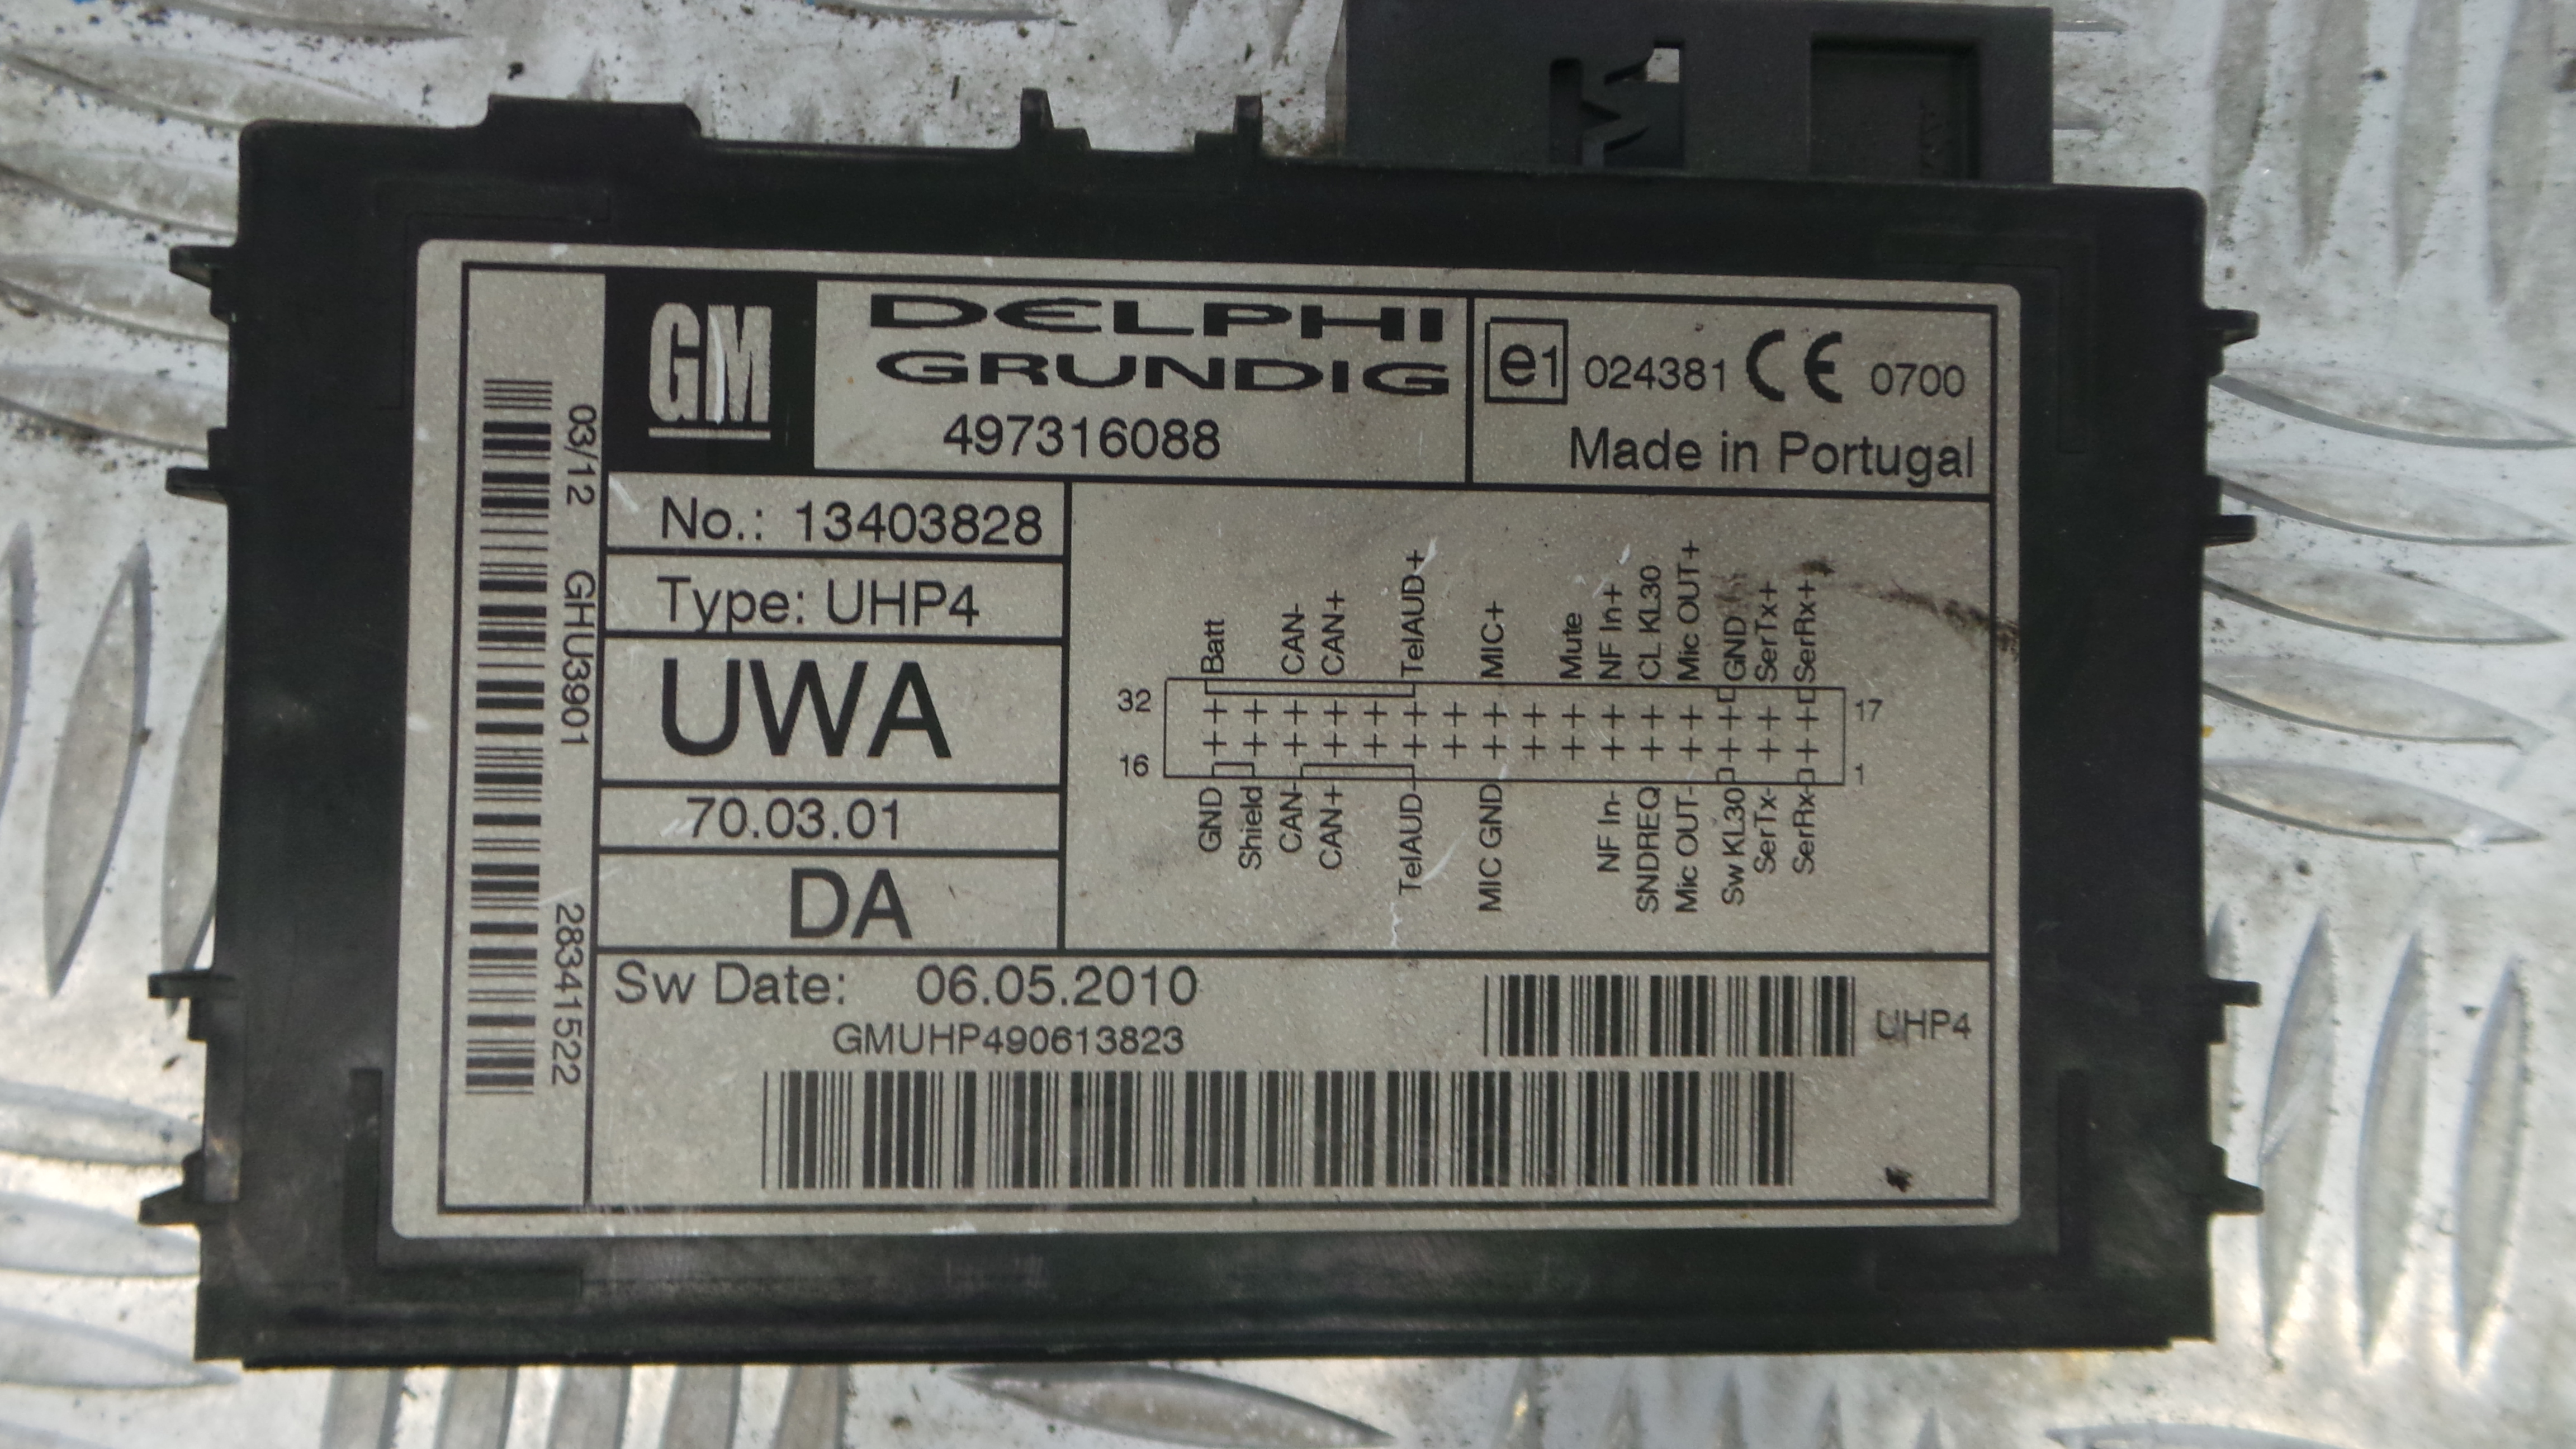 GM
DELPHI
GRUNDIG
497316088
e1 024381 CE 0700
Made in Portugal
03/12 GHU3901 28341522
No.: 13403828
Type: UHP4
UWA
70.03.01
DA
Batt CAN- CAN+ TelAUD+ MIC+ Mute NF In+ CL KL30 Mic OUT+ GND SerTx+ SerRx+
32 17
16 1
GND Shield CAN- CAN+ TelAUD- MIC GND NF In- SNDREQ Mic OUT- Sw KL30 SerTx- SerRx-
Sw Date: 06.05.2010
GMUHP490613823
UHP4